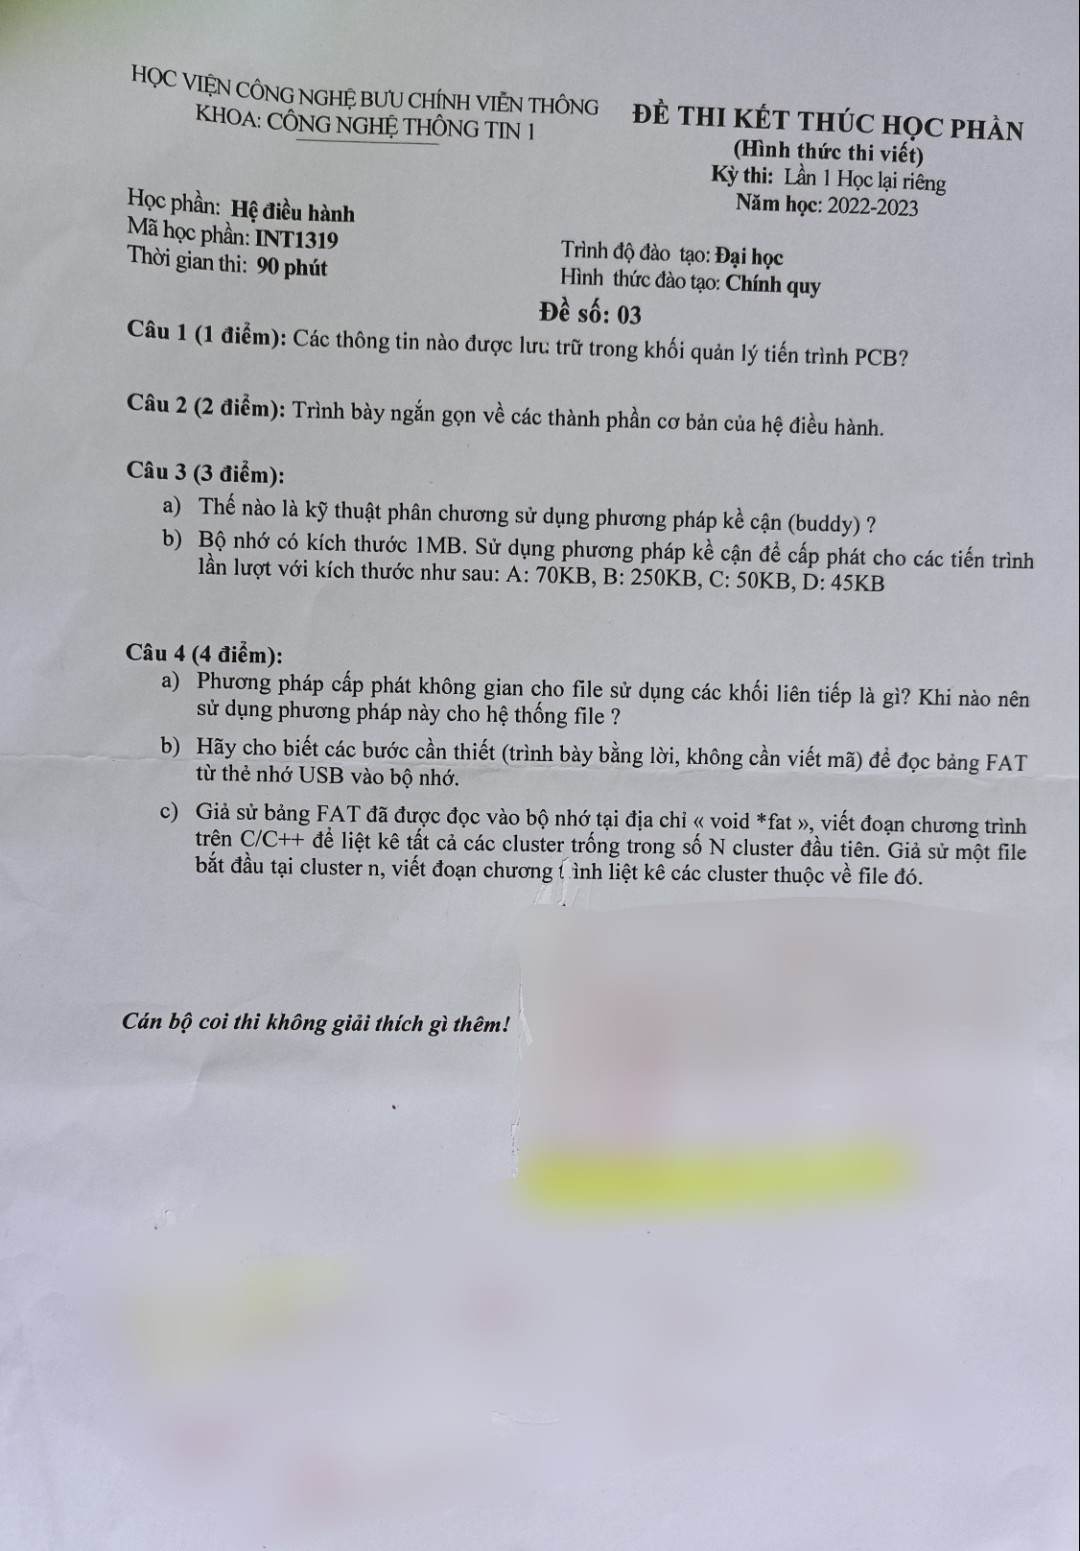 HỌC VIỆN CÔNG NGHỆ BƯU CHÍNH VIỄN THÔNG
KHOA: CÔNG NGHỆ THÔNG TIN 1
ĐỀ THI KẾT THÚC HỌC PHẦN
(Hình thức thi viết)
Kỳ thi: Lần 1 Học lại riêng
Năm học: 2022-2023
Học phần: Hệ điều hành
Mã học phần: INT1319
Thời gian thi: 90 phút
Trình độ đào tạo: Đại học
Hình thức đào tạo: Chính quy
Đề số: 03
Câu 1 (1 điểm): Các thông tin nào được lưu trữ trong khối quản lý tiến trình PCB?
Câu 2 (2 điểm): Trình bày ngắn gọn về các thành phần cơ bản của hệ điều hành.
Câu 3 (3 điểm):
a) Thế nào là kỹ thuật phân chương sử dụng phương pháp kề cận (buddy) ?
b) Bộ nhớ có kích thước 1MB. Sử dụng phương pháp kề cận để cấp phát cho các tiến trình
lần lượt với kích thước như sau: A: 70KB, B: 250KB, C: 50KB, D: 45KB
Câu 4 (4 điểm):
a) Phương pháp cấp phát không gian cho file sử dụng các khối liên tiếp là gì? Khi nào nên
sử dụng phương pháp này cho hệ thống file ?
b) Hãy cho biết các bước cần thiết (trình bày bằng lời, không cần viết mã) để đọc bảng FAT
từ thẻ nhớ USB vào bộ nhớ.
c) Giả sử bảng FAT đã được đọc vào bộ nhớ tại địa chỉ « void *fat », viết đoạn chương trình
trên C/C++ để liệt kê tất cả các cluster trống trong số N cluster đầu tiên. Giả sử một file
bắt đầu tại cluster n, viết đoạn chương ình liệt kê các cluster thuộc về file đó.
Cán bộ coi thi không giải thích gì thêm!